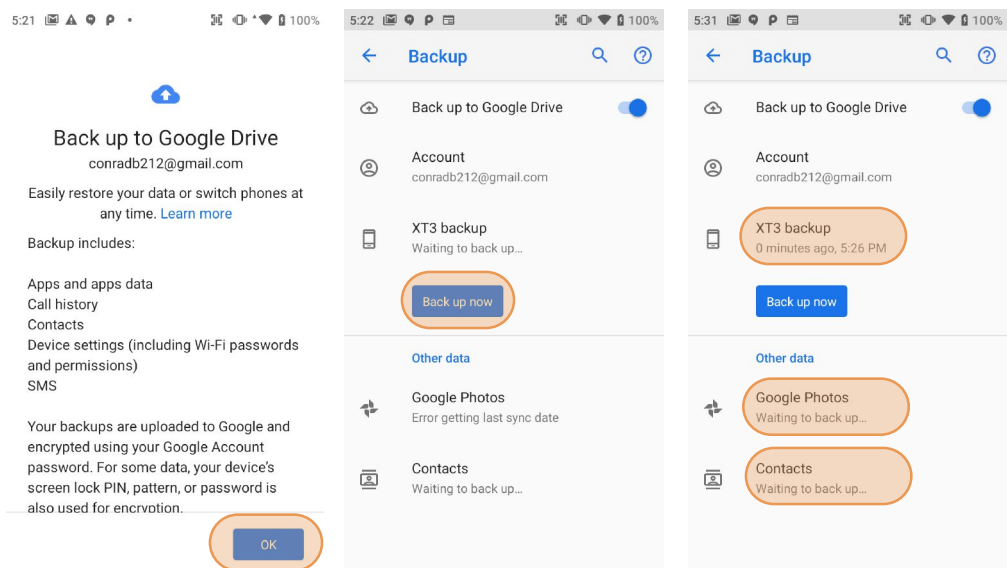 5:21
100%
Back up to Google Drive
conradb212@gmail.com
Easily restore your data or switch phones at
any time. Learn more
Backup includes:
Apps and apps data
Call history
Contacts
Device settings (including Wi-Fi passwords
and permissions)
SMS
Your backups are uploaded to Google and
encrypted using your Google Account
password. For some data, your device's
screen lock PIN, pattern, or password is
also used for encryption.
OK
5:22
100%
Backup
Back up to Google Drive
Account
conradb212@gmail.com
XT3 backup
Waiting to back up...
Back up now
Other data
Google Photos
Error getting last sync date
Contacts
Waiting to back up...
5:31
100%
Backup
Back up to Google Drive
Account
conradb212@gmail.com
XT3 backup
0 minutes ago, 5:26 PM
Back up now
Other data
Google Photos
Waiting to back up...
Contacts
Waiting to back up...